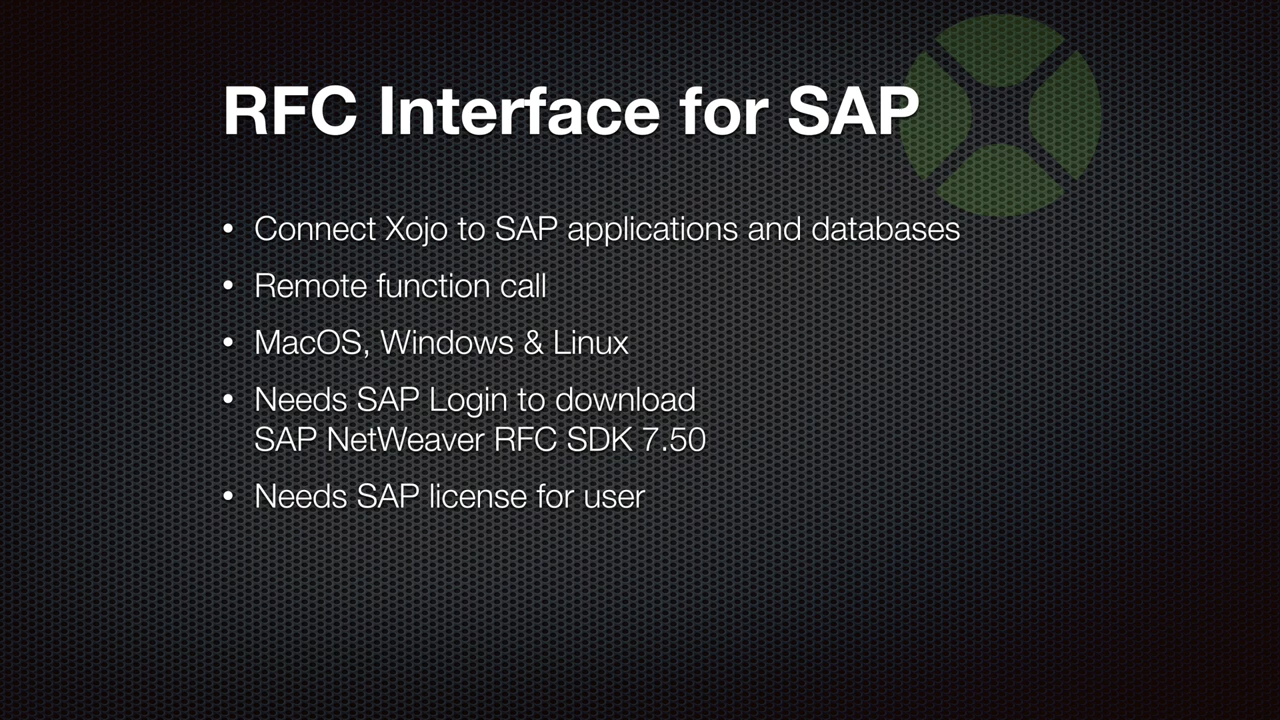 RFC Interface for SAP
• Connect Xojo to SAP applications and databases
• Remote function call
• MacOS, Windows & Linux
• Needs SAP Login to download
SAP NetWeaver RFC SDK 7.50
• Needs SAP license for user